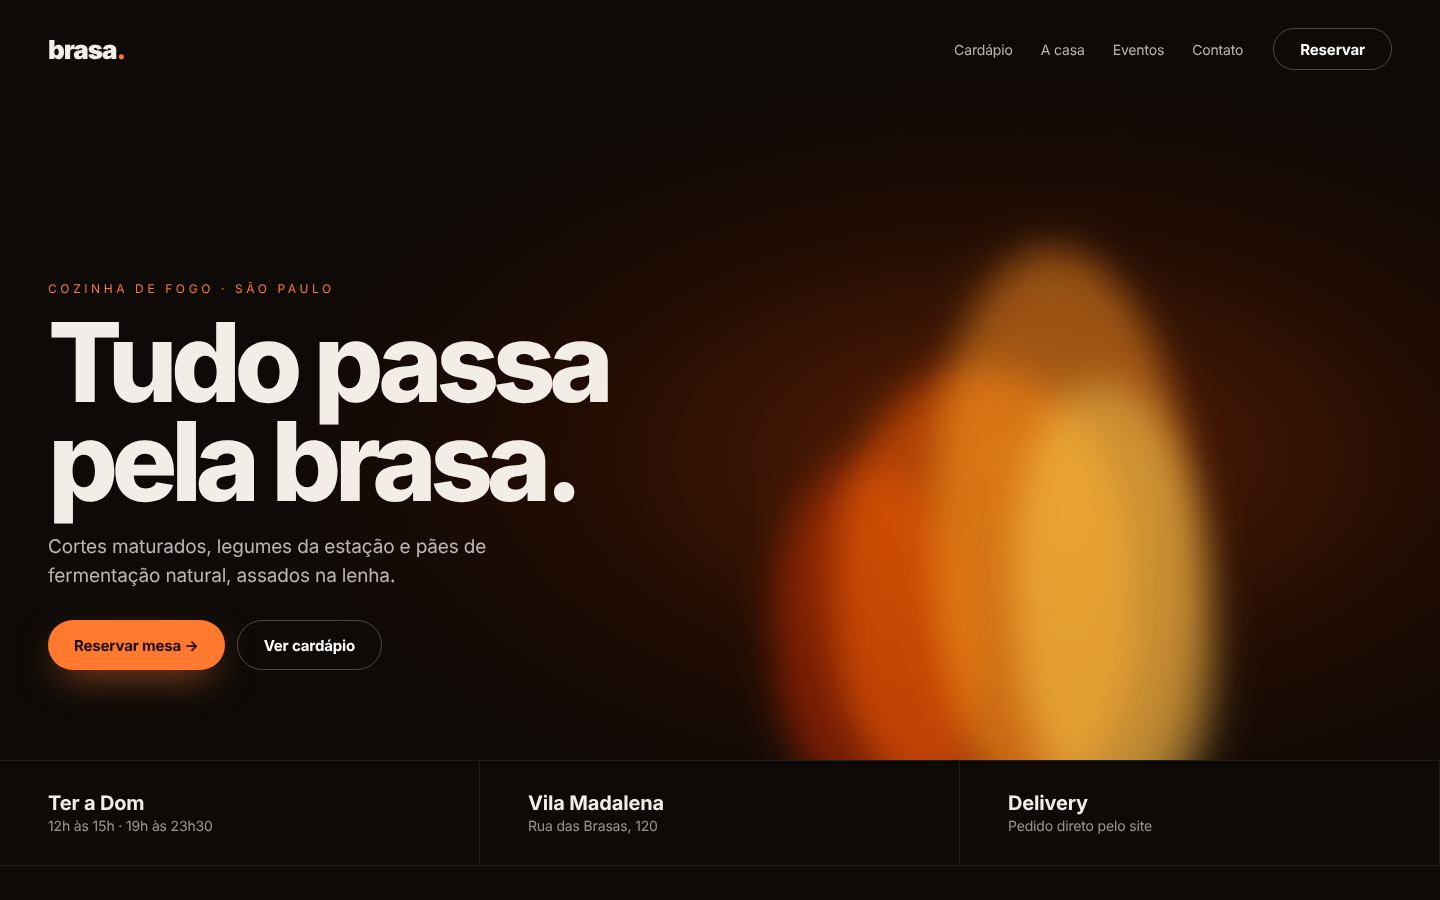 brasa.
Cardápio
A casa
Eventos
Contato
Reservar
COZINHA DE FOGO · SÃO PAULO
Tudo passa
pela brasa.
Cortes maturados, legumes da estação e pães de
fermentação natural, assados na lenha.
Reservar mesa →
Ver cardápio
Ter a Dom
12h às 15h · 19h às 23h30
Vila Madalena
Rua das Brasas, 120
Delivery
Pedido direto pelo site